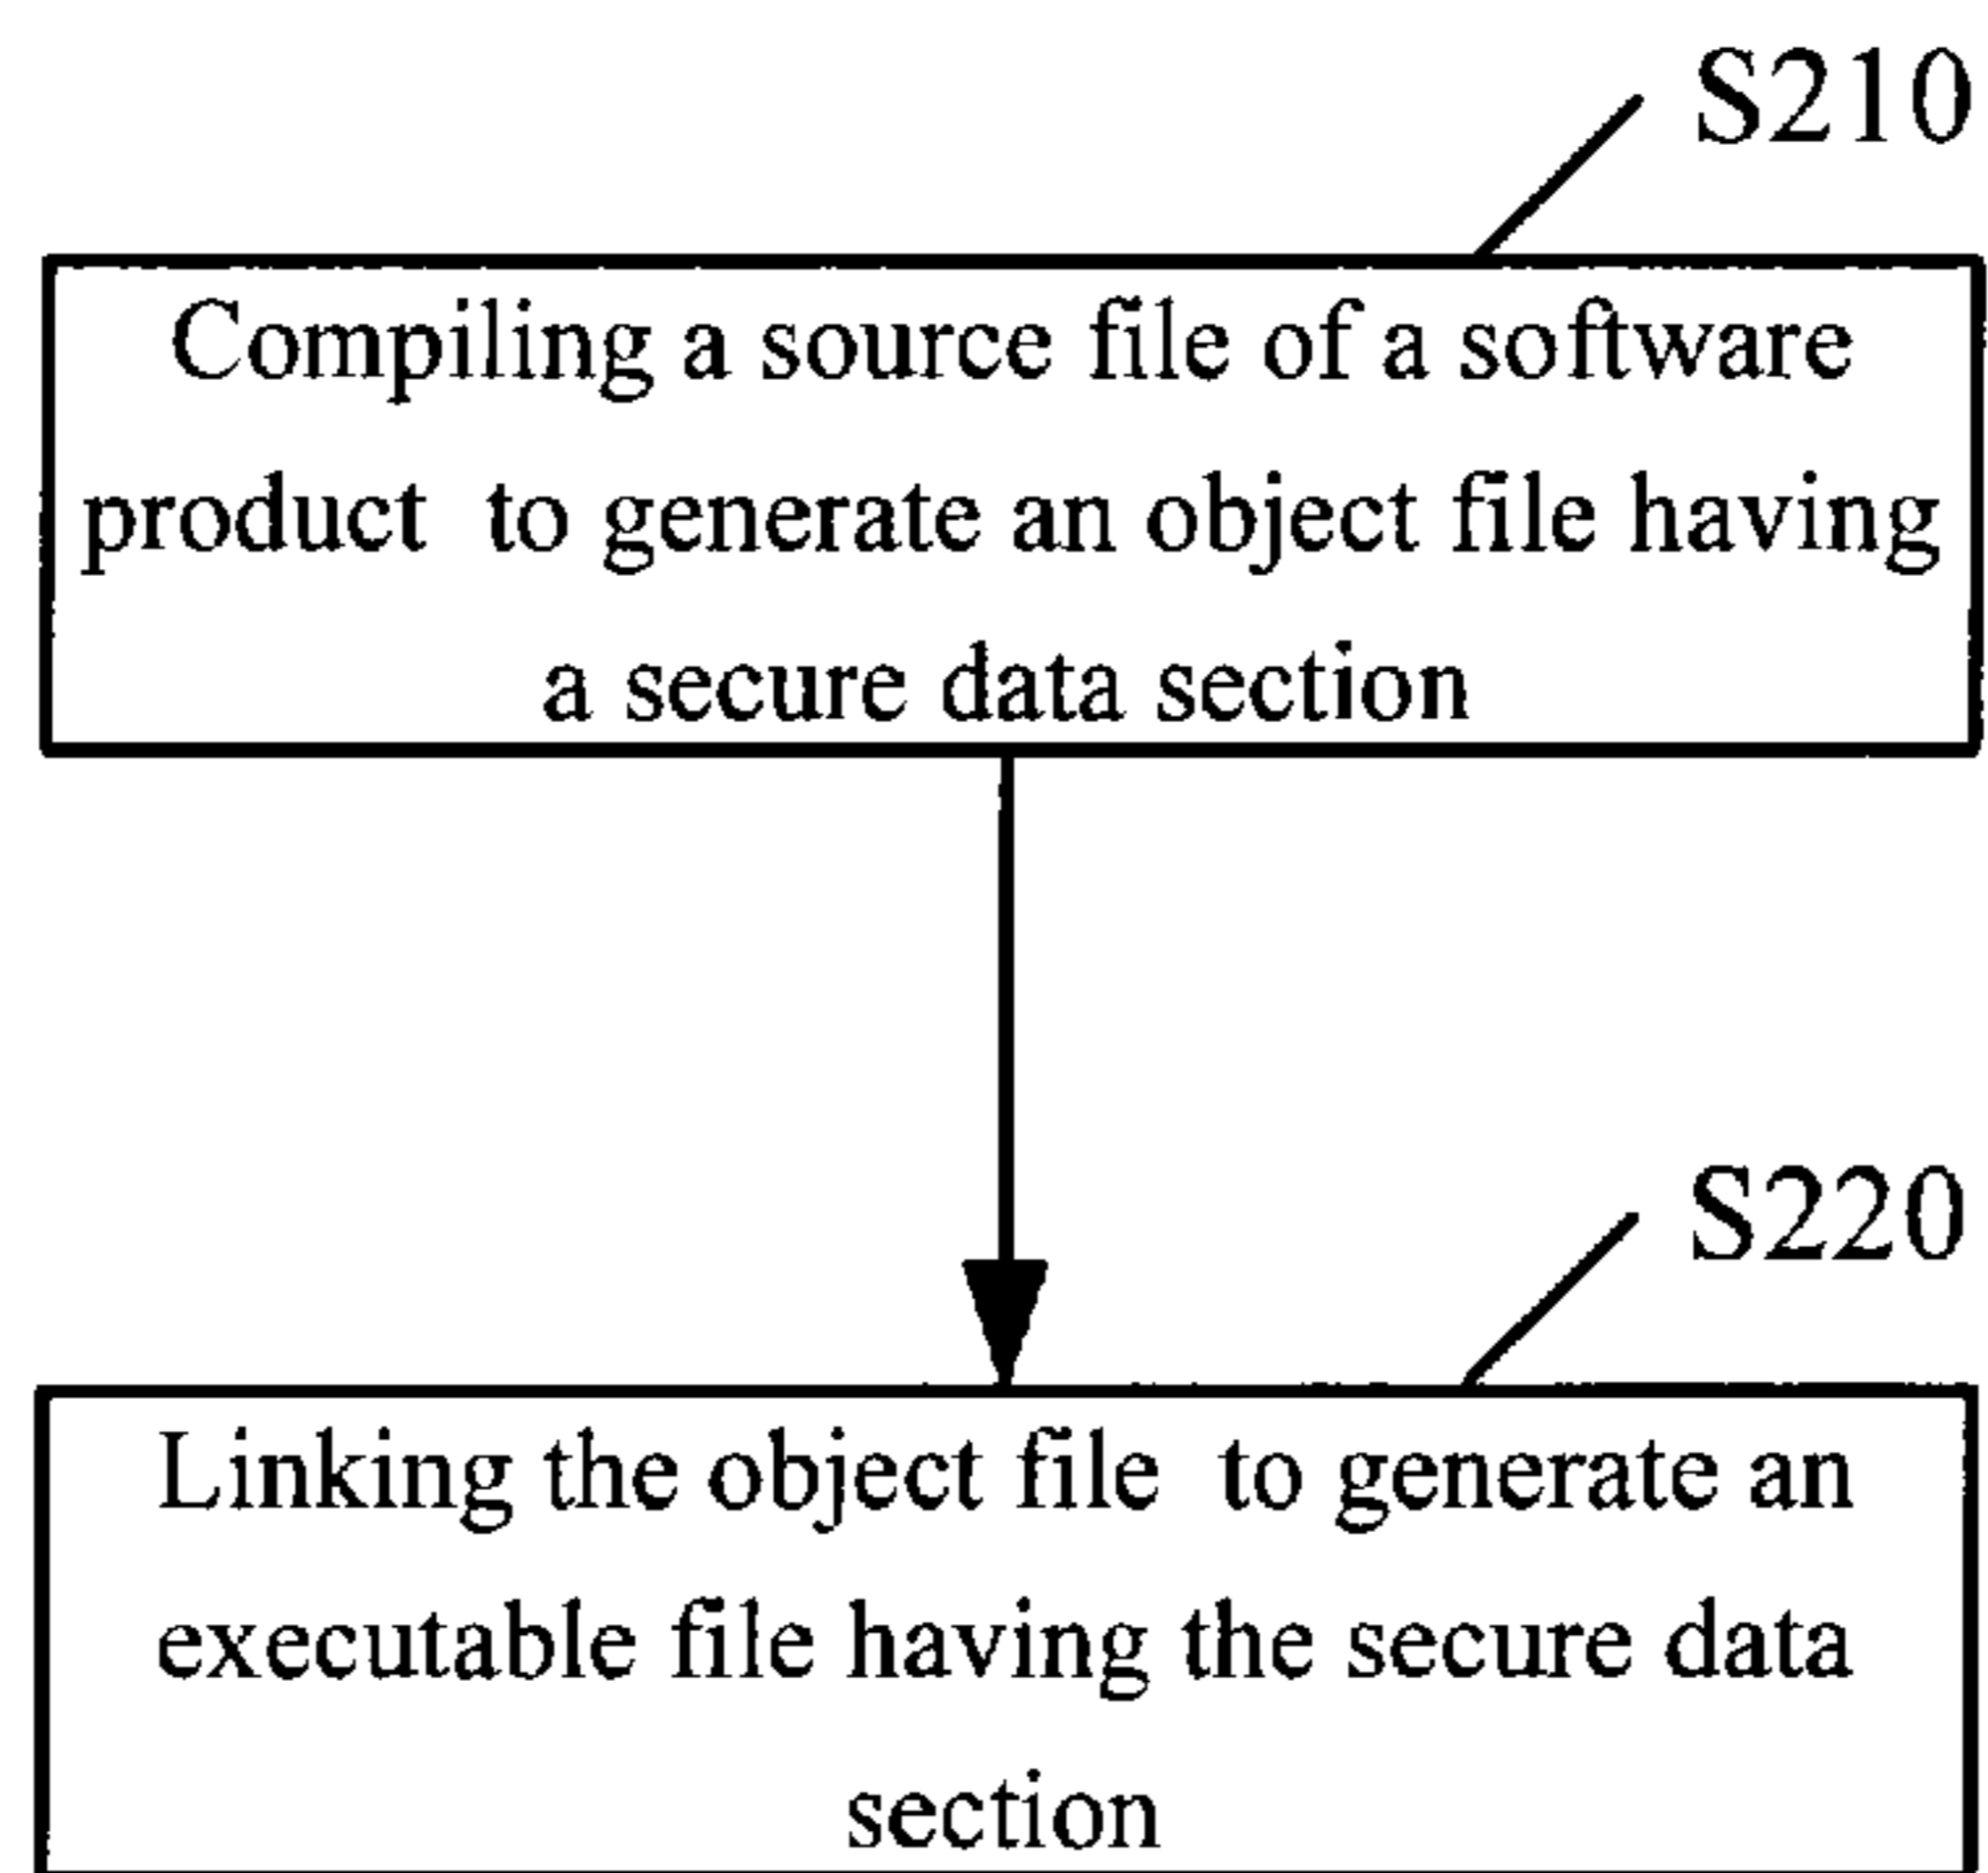 S210
Compiling a source file of a software
product to generate an object file having
a secure data section
S220
Linking the object file to generate an
executable file having the secure data
section